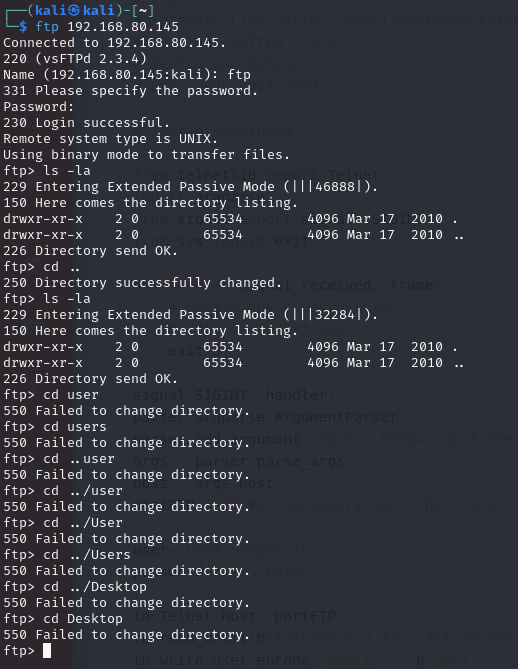 ┌──(kali㉿kali)-[~]
└─$ ftp 192.168.80.145
Connected to 192.168.80.145.
220 (vsFTPd 2.3.4)
Name (192.168.80.145:kali): ftp
331 Please specify the password.
Password:
230 Login successful.
Remote system type is UNIX.
Using binary mode to transfer files.
ftp> ls -la
229 Entering Extended Passive Mode (|||46888|).
150 Here comes the directory listing.
drwxr-xr-x    2 0        65534        4096 Mar 17  2010 .
drwxr-xr-x    2 0        65534        4096 Mar 17  2010 ..
226 Directory send OK.
ftp> cd ..
250 Directory successfully changed.
ftp> ls -la
229 Entering Extended Passive Mode (|||32284|).
150 Here comes the directory listing.
drwxr-xr-x    2 0        65534        4096 Mar 17  2010 .
drwxr-xr-x    2 0        65534        4096 Mar 17  2010 ..
226 Directory send OK.
ftp> cd user
550 Failed to change directory.
ftp> cd users
550 Failed to change directory.
ftp> cd ..user
550 Failed to change directory.
ftp> cd ../user
550 Failed to change directory.
ftp> cd ../User
550 Failed to change directory.
ftp> cd ../Users
550 Failed to change directory.
ftp> cd ../Desktop
550 Failed to change directory.
ftp> cd Desktop
550 Failed to change directory.
ftp>